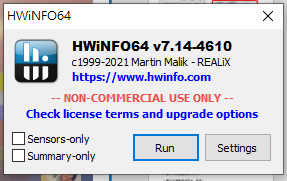 HWiNFO64
HWiNFO64 v7.14-4610
c1999-2021 Martin Malik - REALiX
https://www.hwinfo.com
-- NON-COMMERCIAL USE ONLY --
Check license terms and upgrade options
Sensors-only
Summary-only
Run
Settings